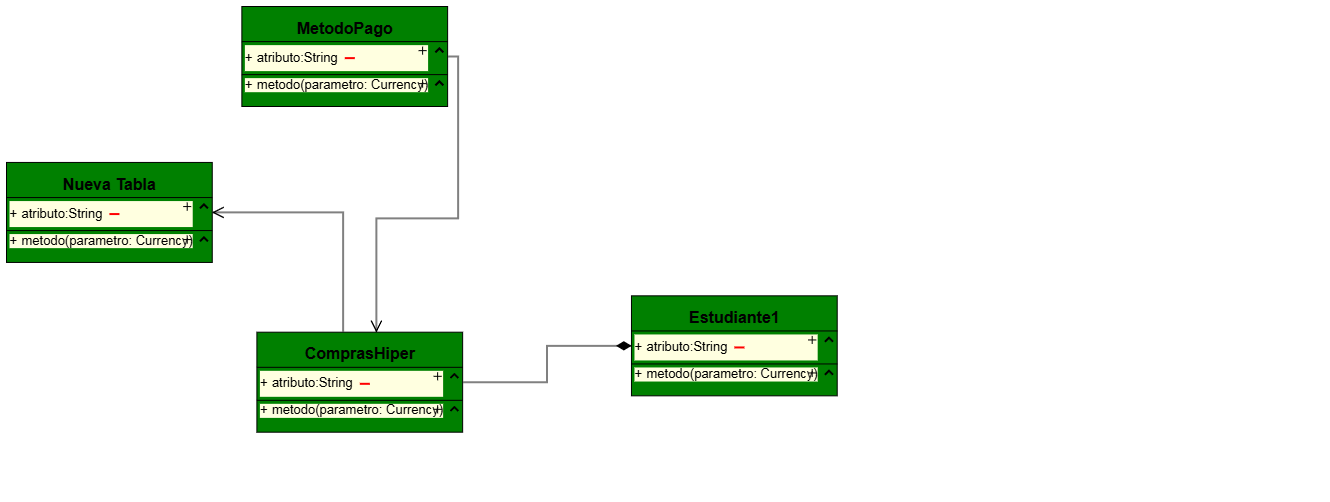 MetodoPago
+ atributo:String
+
+ metodo(parametro: Currency)
+
Nueva Tabla
+ atributo:String
+
+ metodo(parametro: Currency)
+
Estudiante1
+ atributo:String
+
+ metodo(parametro: Currency)
+
ComprasHiper
+ atributo:String
+
+ metodo(parametro: Currency)
+